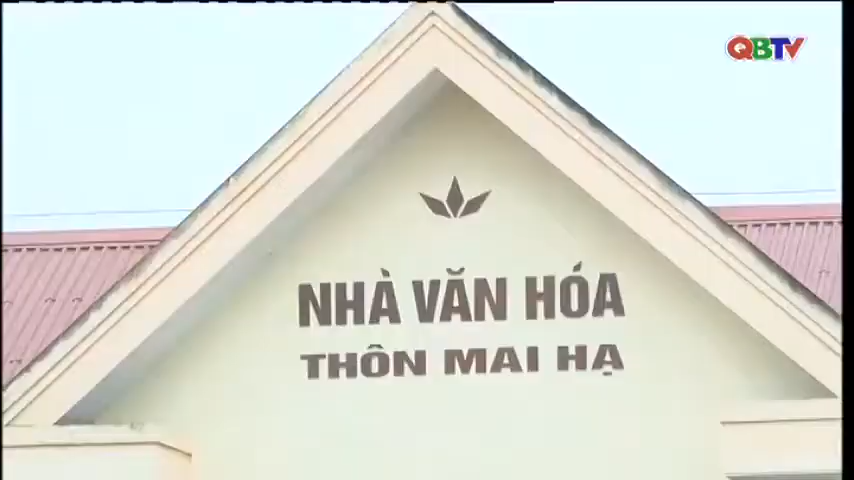 QBTV
NHÀ VĂN HÓA
THÔN MAI HẠ